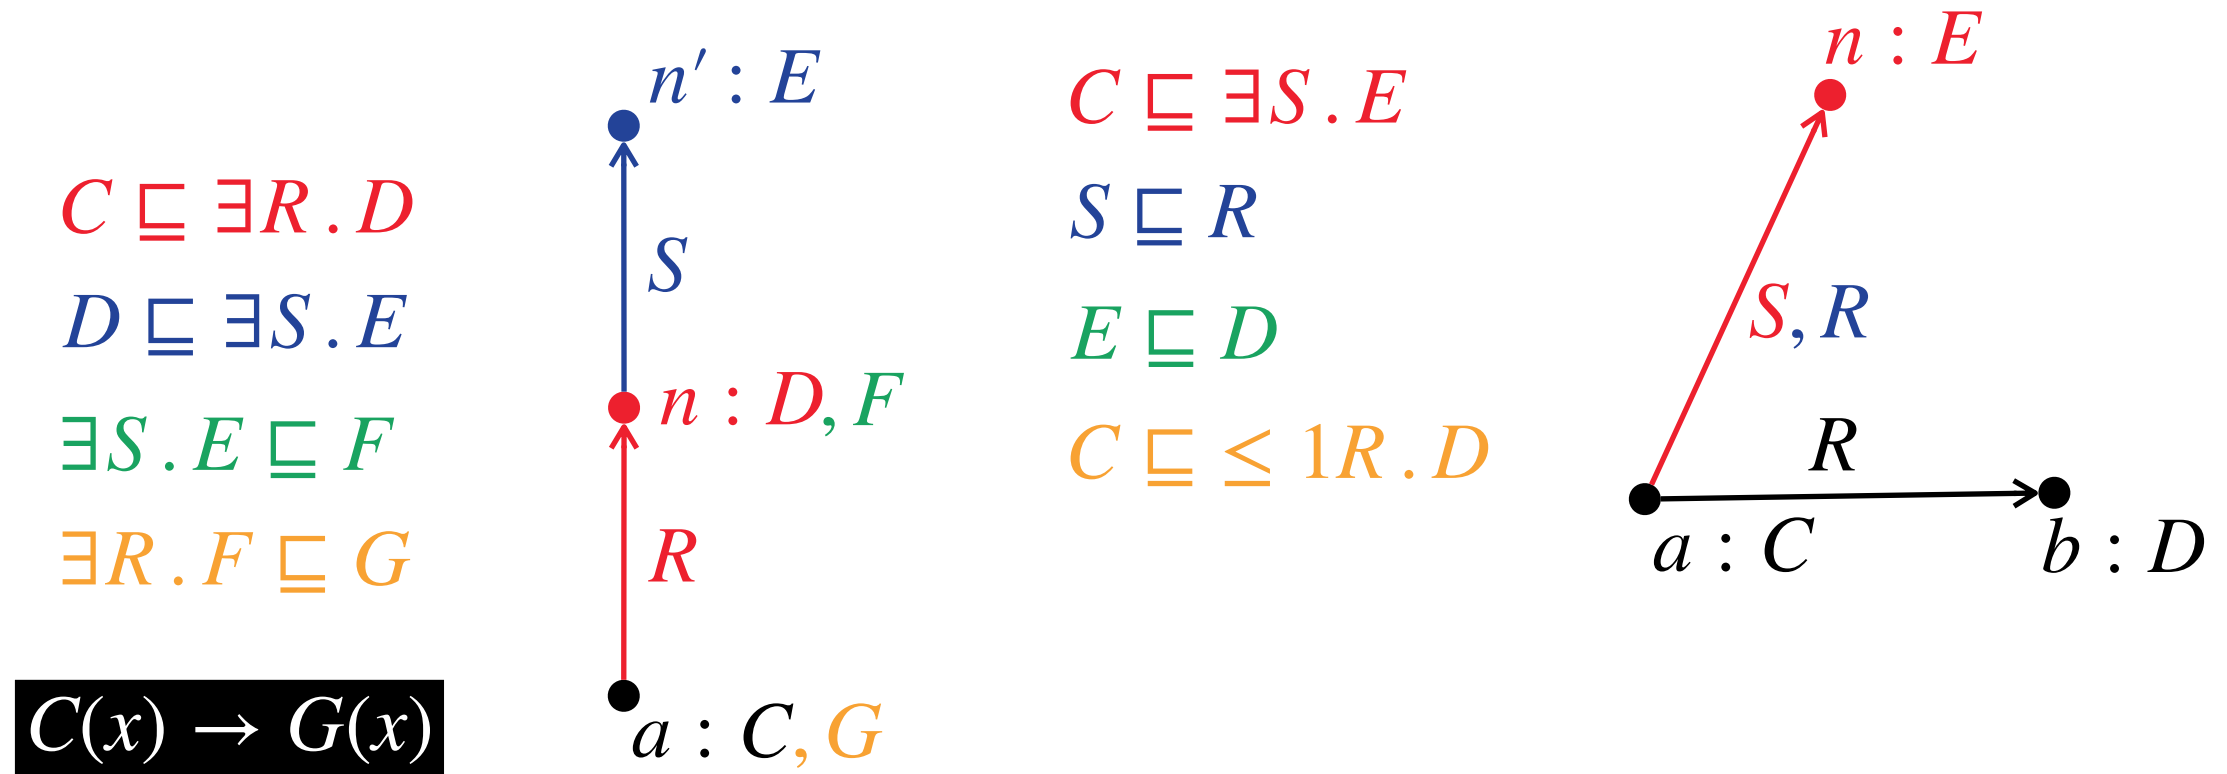 C ⊑ ∃R.D
D ⊑ ∃S.E
∃S.E ⊑ F
∃R.F ⊑ G
C(x) → G(x)
n′ : E
S
n : D, F
R
a : C, G
C ⊑ ∃S.E
S ⊑ R
E ⊑ D
C ⊑ ≤ 1R.D
n : E
S, R
R
a : C
b : D